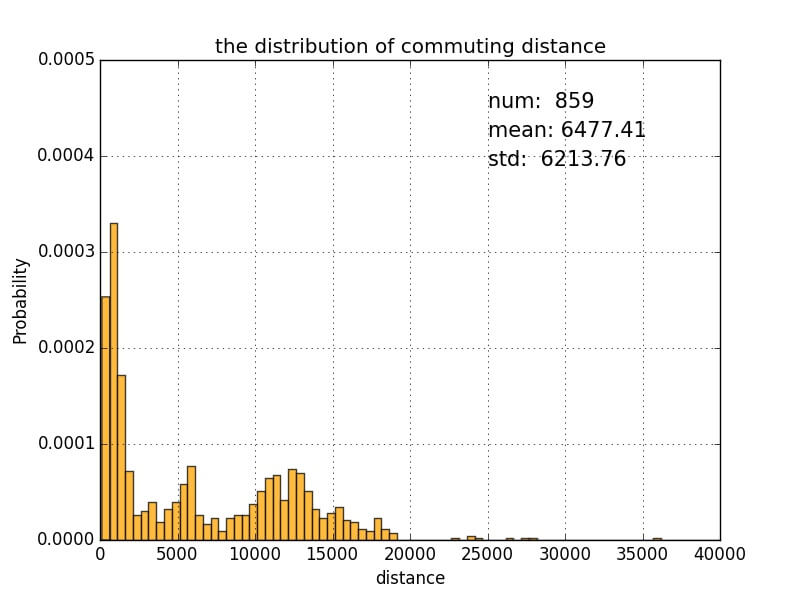 the distribution of commuting distance
0.0005
num:  859
mean: 6477.41
std:  6213.76
0.0004
0.0003
Probability
0.0002
0.0001
0.0000
0 5000 10000 15000 20000 25000 30000 35000 40000
distance